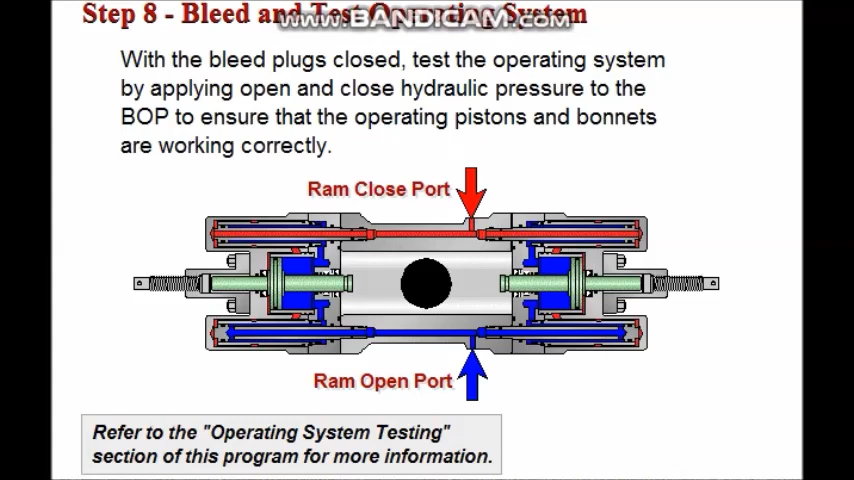 Step 8 - Bleed and Test Operating System
www.BANDICAM.com
With the bleed plugs closed, test the operating system
by applying open and close hydraulic pressure to the
BOP to ensure that the operating pistons and bonnets
are working correctly.
Ram Close Port
Ram Open Port
Refer to the "Operating System Testing"
section of this program for more information.